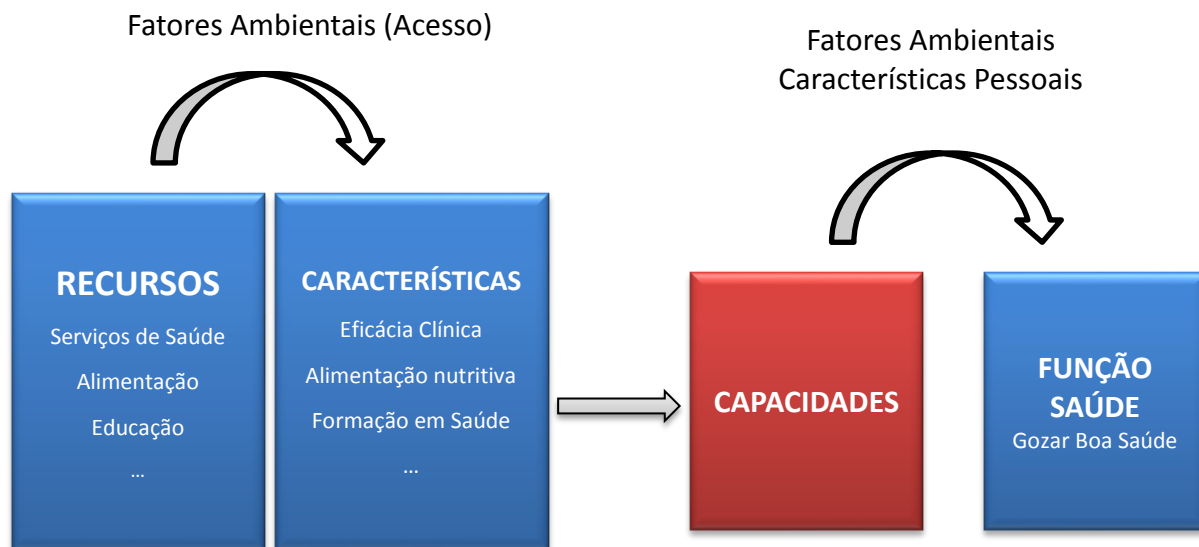 Fatores Ambientais (Acesso)
Fatores Ambientais
Características Pessoais
RECURSOS
Serviços de Saúde
Alimentação
Educação
...
CARACTERÍSTICAS
Eficácia Clínica
Alimentação nutritiva
Formação em Saúde
...
CAPACIDADES
FUNÇÃO
SAÚDE
Gozar Boa Saúde